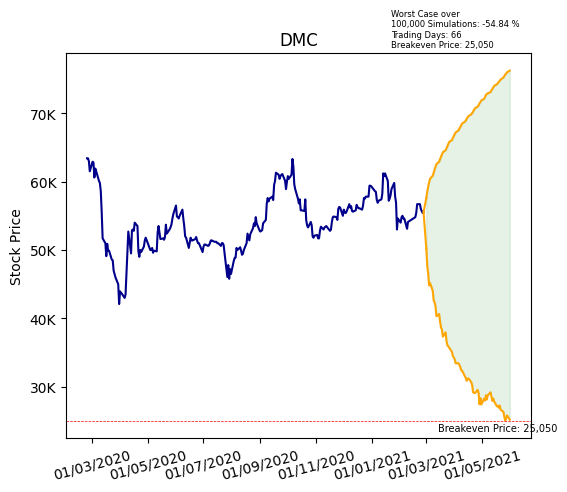 Worst Case over
100,000 Simulations: -54.84 %
Trading Days: 66
Breakeven Price: 25,050
DMC
Stock Price
70K
60K
50K
40K
30K
Breakeven Price: 25,050
01/03/2020
01/05/2020
01/07/2020
01/09/2020
01/11/2020
01/01/2021
01/03/2021
01/05/2021